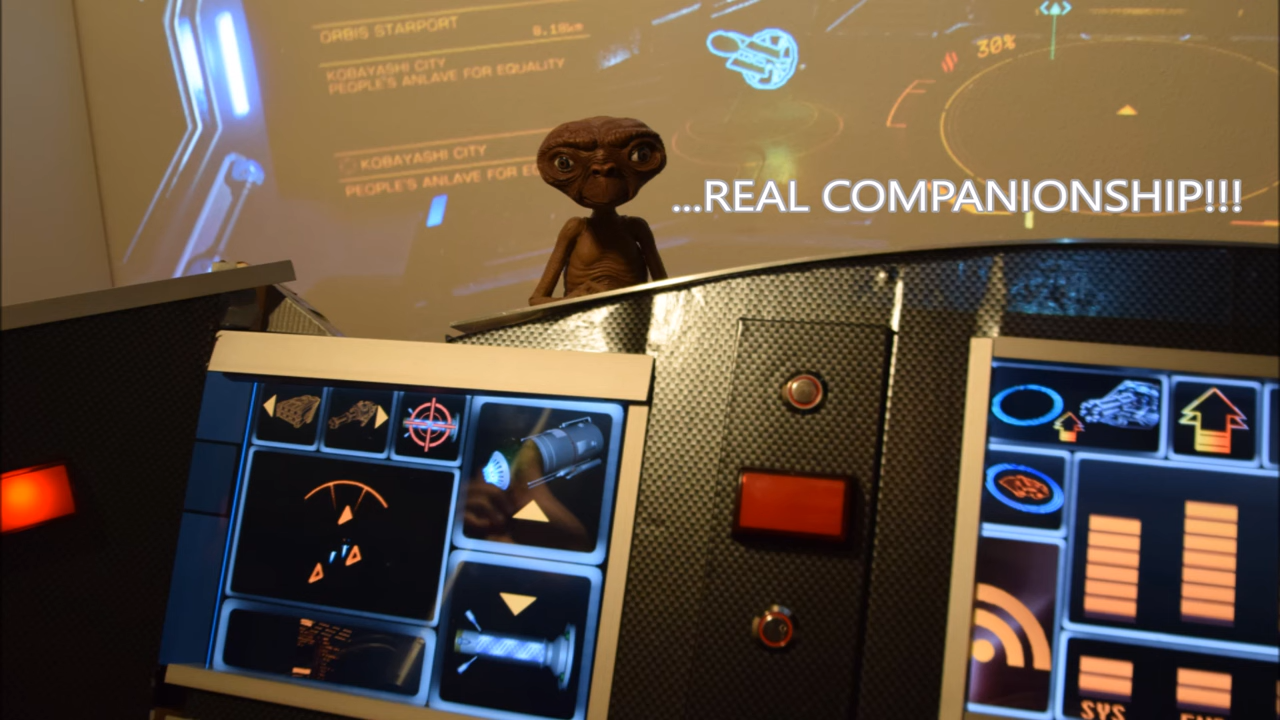 ORBIS STARPORT
8.18km
KOBAYASHI CITY
PEOPLE'S ANLAVE FOR EQUALITY
30%
KOBAYASHI CITY
PEOPLE'S ANLAVE FOR
...REAL COMPANIONSHIP!!!
SYS